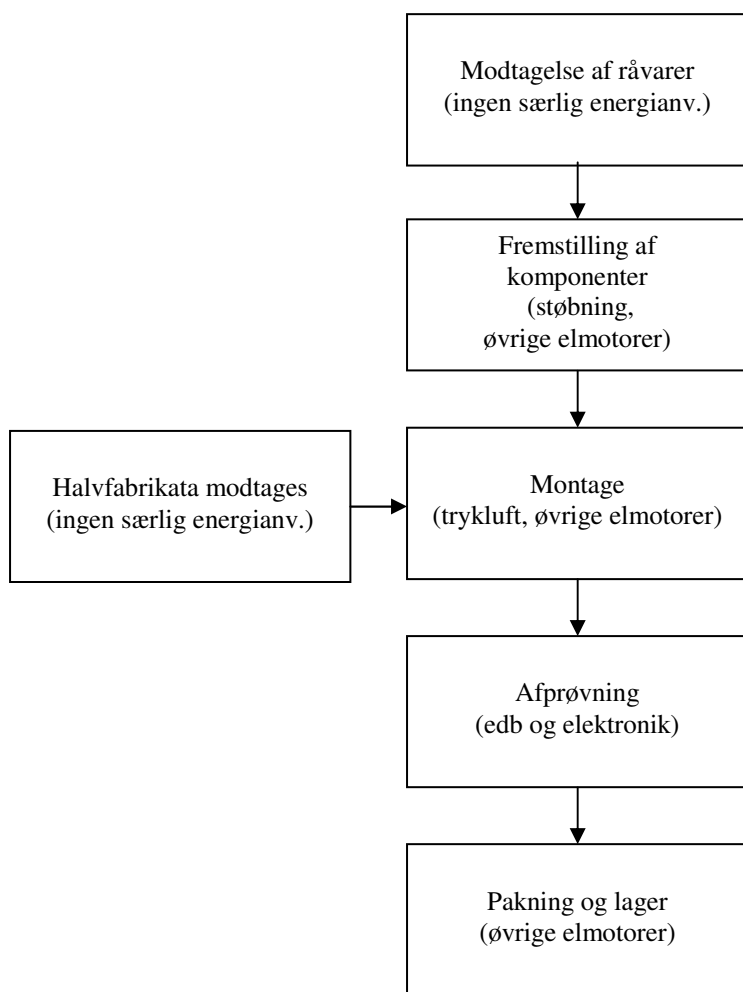 Modtagelse af råvarer
(ingen særlig energianv.)
Fremstilling af
komponenter
(støbning,
øvrige elmotorer)
Halvfabrikata modtages
(ingen særlig energianv.)
Montage
(trykluft, øvrige elmotorer)
Afprøvning
(edb og elektronik)
Pakning og lager
(øvrige elmotorer)